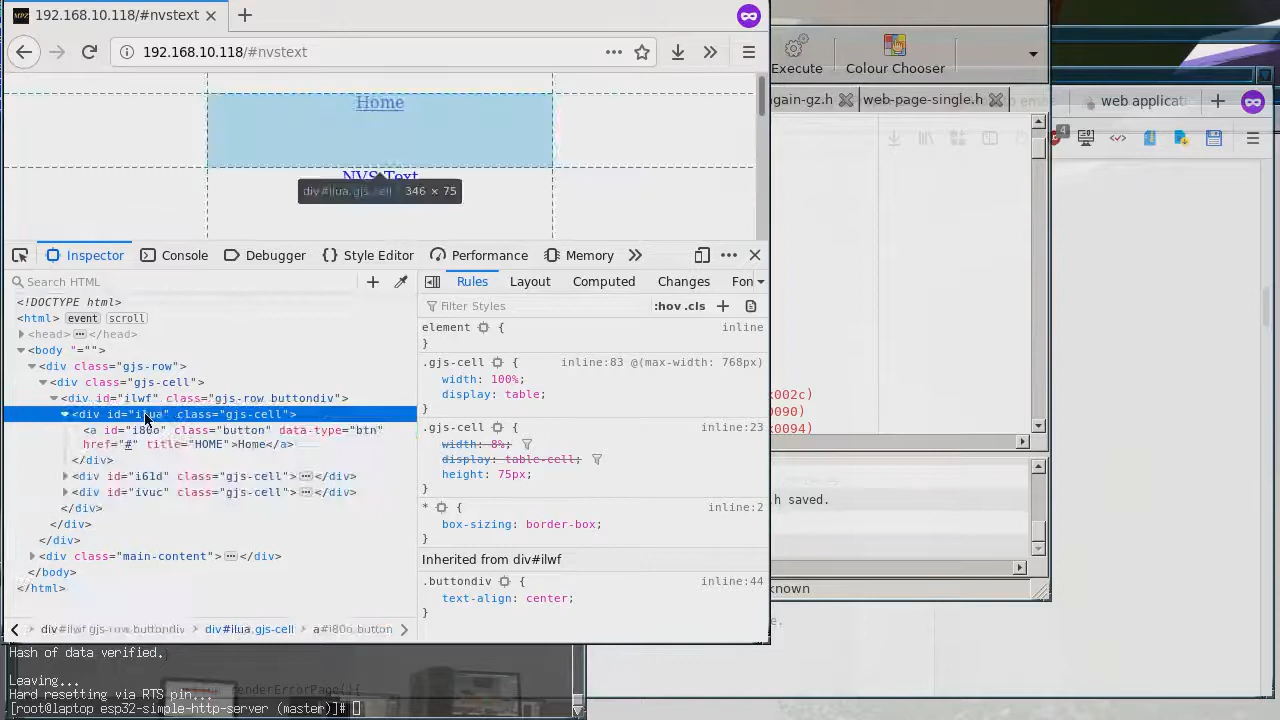 192.168.10.118/#nvstext
192.168.10.118/#nvstext
Home
NVS Text
div#ilua.gjs-cell 346 × 75
Inspector Console Debugger Style Editor Performance Memory
Search HTML
<!DOCTYPE html>
<html> event scroll
<head> </head>
<body "="">
<div class="gjs-row">
<div class="gjs-cell">
<div id="ilwf" class="gjs-row buttondiv">
<div id="ilua" class="gjs-cell">
<a id="i80o" class="button" data-type="btn"
href="#" title="HOME">Home</a>
</div>
<div id="i61d" class="gjs-cell"> </div>
<div id="ivuc" class="gjs-cell"> </div>
</div>
</div>
</div>
<div class="main-content"> </div>
</body>
</html>
div#ilwf.gjs-row.buttondiv div#ilua.gjs-cell a#i80o.button
Rules Layout Computed Changes Fon
Filter Styles :hov .cls
element { inline
}
.gjs-cell { inline:83 @(max-width: 768px)
width: 100%;
display: table;
}
.gjs-cell { inline:23
width: 8%;
display: table-cell;
height: 75px;
}
* { inline:2
box-sizing: border-box;
}
Inherited from div#ilwf
.buttondiv { inline:44
text-align: center;
}
Execute Colour Chooser
again-gz.h web-page-single.h
x002c)
0090)
x0094)
h saved.
known
web applicatio
4
Hash of data verified.
Leaving...
Hard resetting via RTS pin...
renderErrorPage(){
[root@laptop esp32-simple-http-server (master)]#